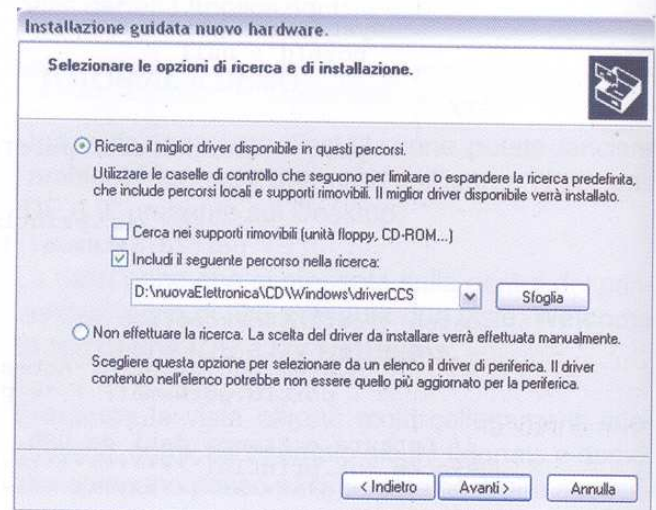 Installazione guidata nuovo hardware.
Selezionare le opzioni di ricerca e di installazione.
Ricerca il miglior driver disponibile in questi percorsi.
Utilizzare le caselle di controllo che seguono per limitare o espandere la ricerca predefinita,
che include percorsi locali e supporti rimovibili. Il miglior driver disponibile verrà installato.
Cerca nei supporti rimovibili (unità floppy, CD-ROM...)
Includi il seguente percorso nella ricerca:
D:\nuovaElettronica\CD\Windows\driverCCS
Sfoglia
Non effettuare la ricerca. La scelta del driver da installare verrà effettuata manualmente.
Scegliere questa opzione per selezionare da un elenco il driver di periferica. Il driver
contenuto nell'elenco potrebbe non essere quello più aggiornato per la periferica.
< Indietro Avanti > Annulla